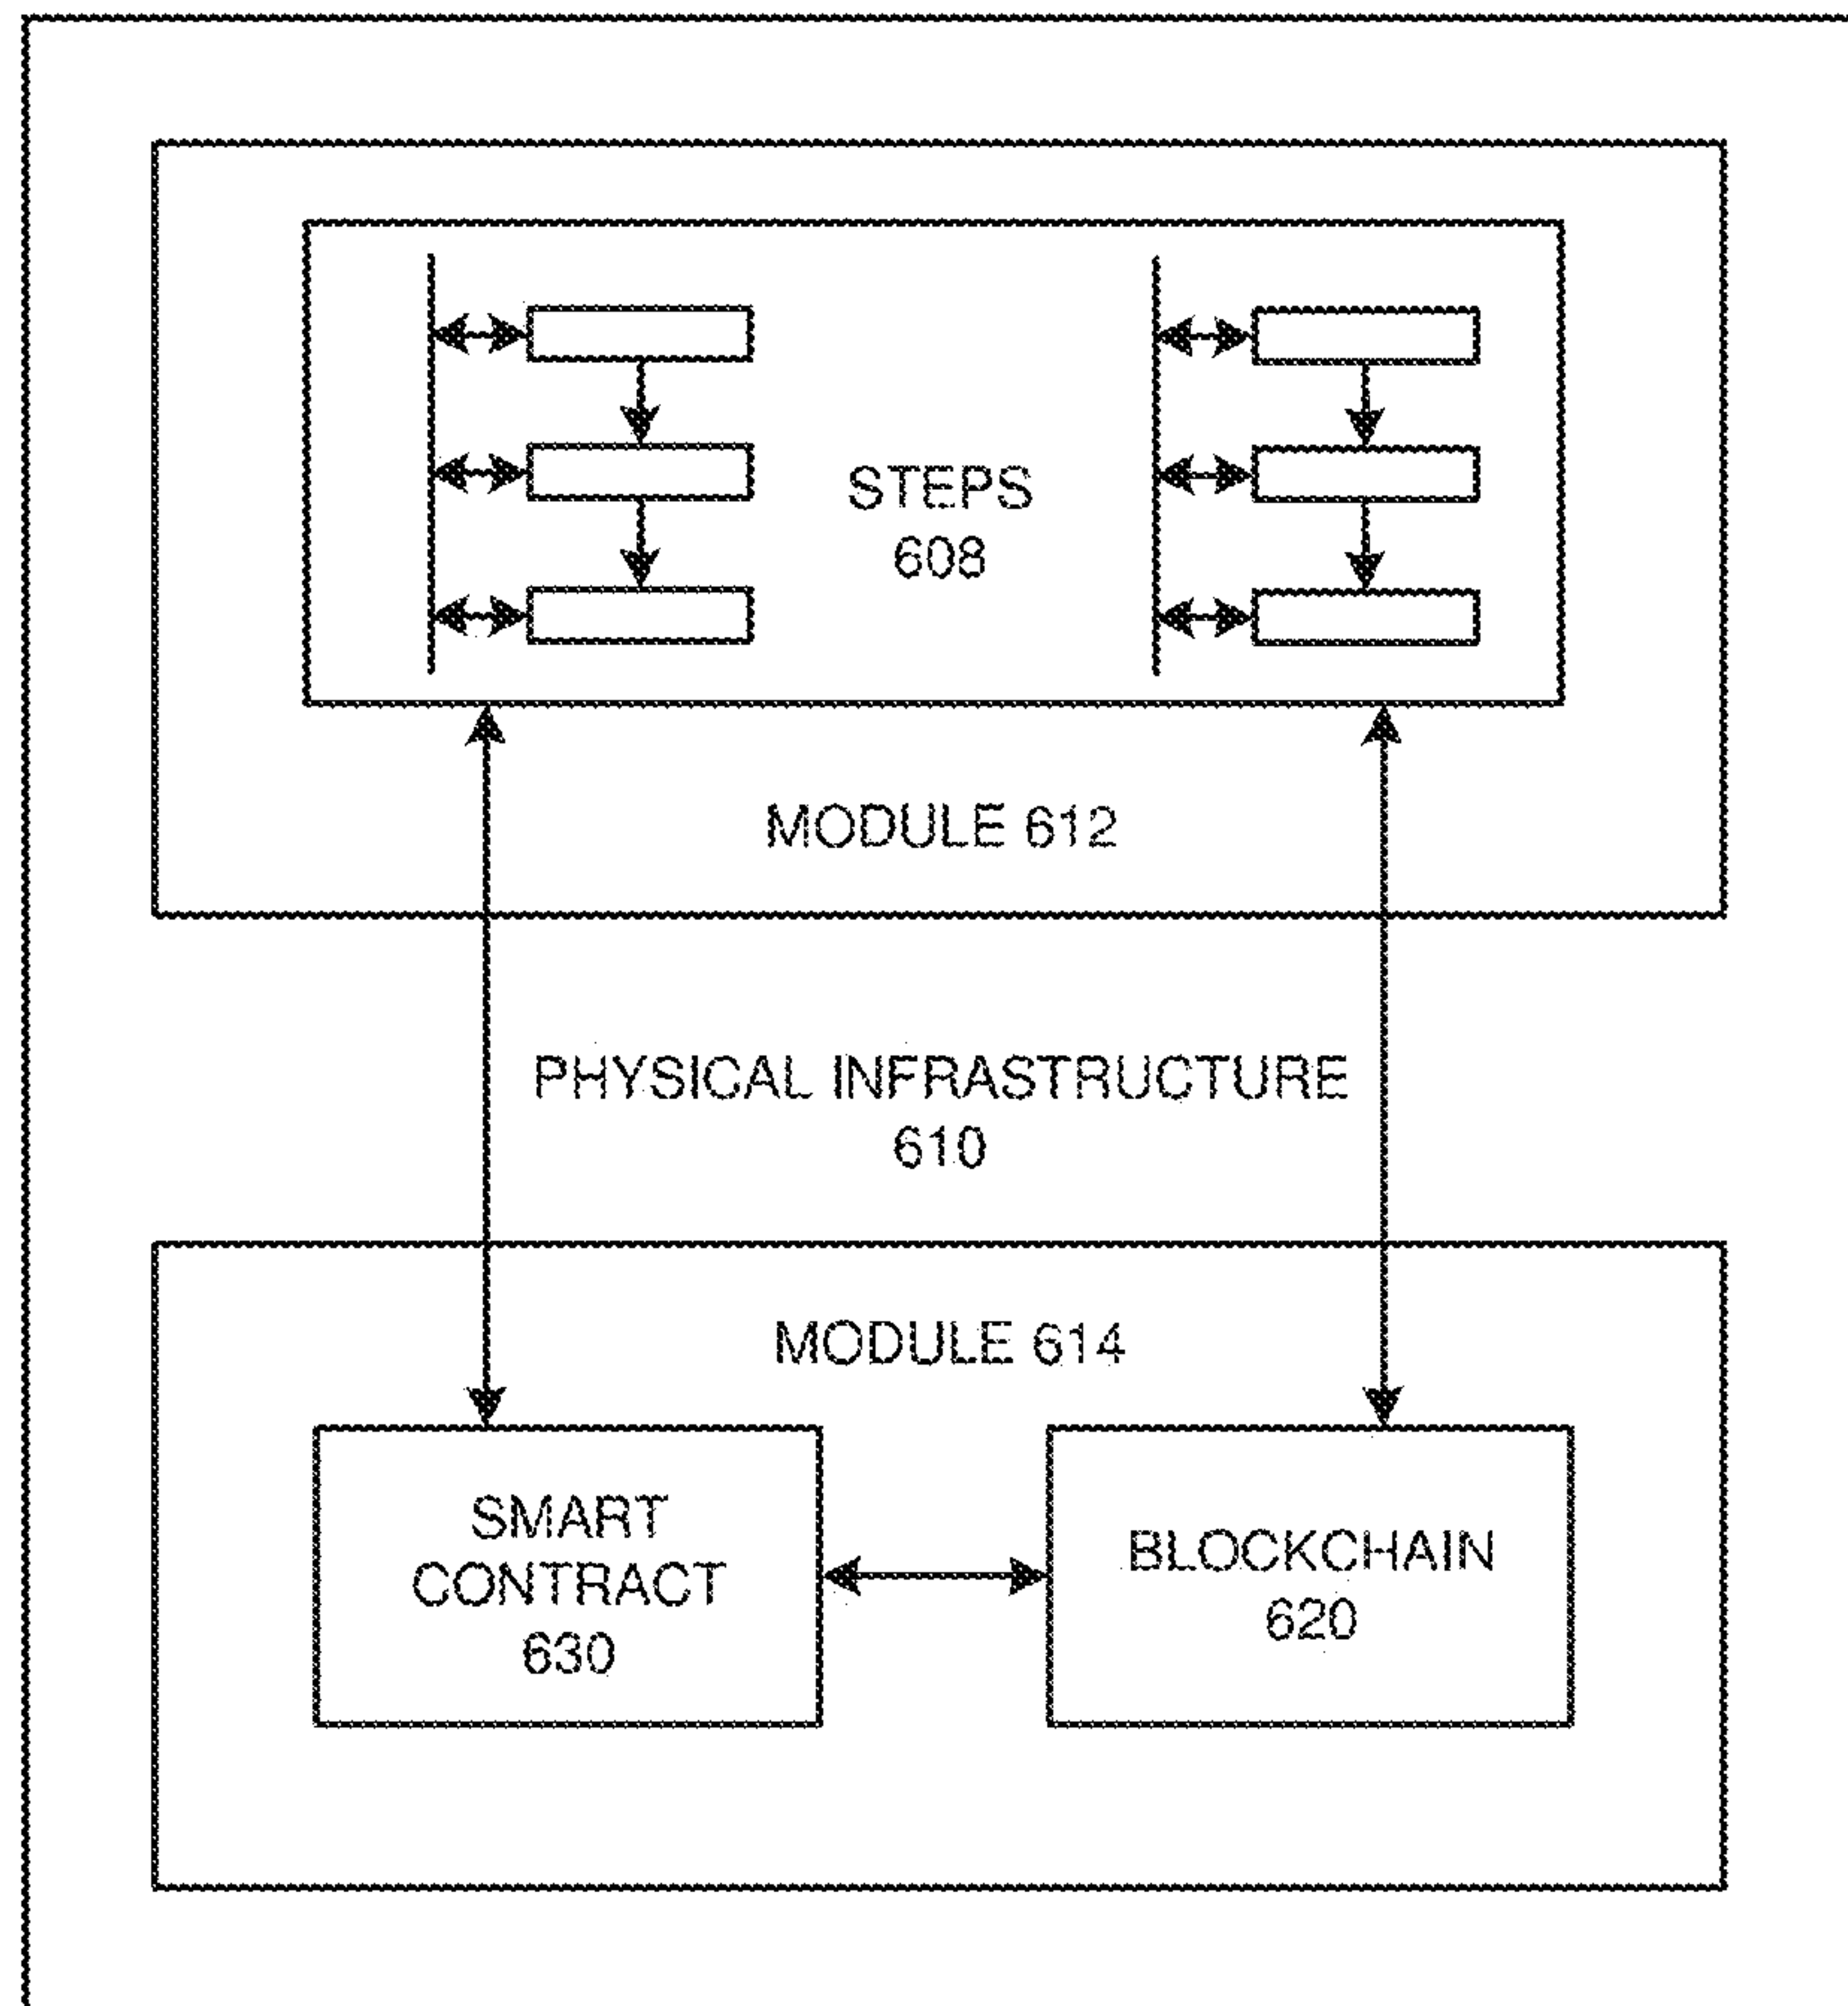 STEPS
608
MODULE 612
PHYSICAL INFRASTRUCTURE
610
MODULE 614
SMART
CONTRACT
630
BLOCKCHAIN
620